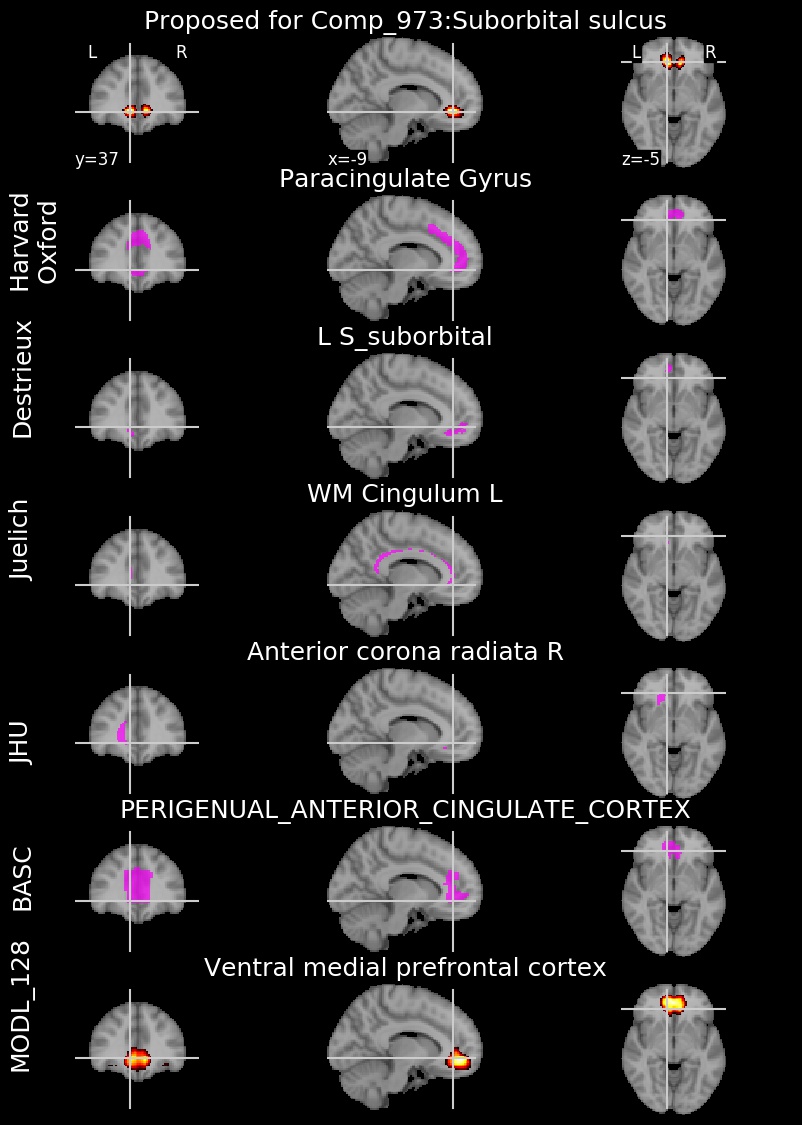 Proposed for Comp_973:Suborbital sulcus
L R
L R
y=37
x=-9
z=-5
Paracingulate Gyrus
Harvard
Oxford
L S_suborbital
Destrieux
WM Cingulum L
Juelich
Anterior corona radiata R
JHU
PERIGENUAL_ANTERIOR_CINGULATE_CORTEX
BASC
Ventral medial prefrontal cortex
MODL_128